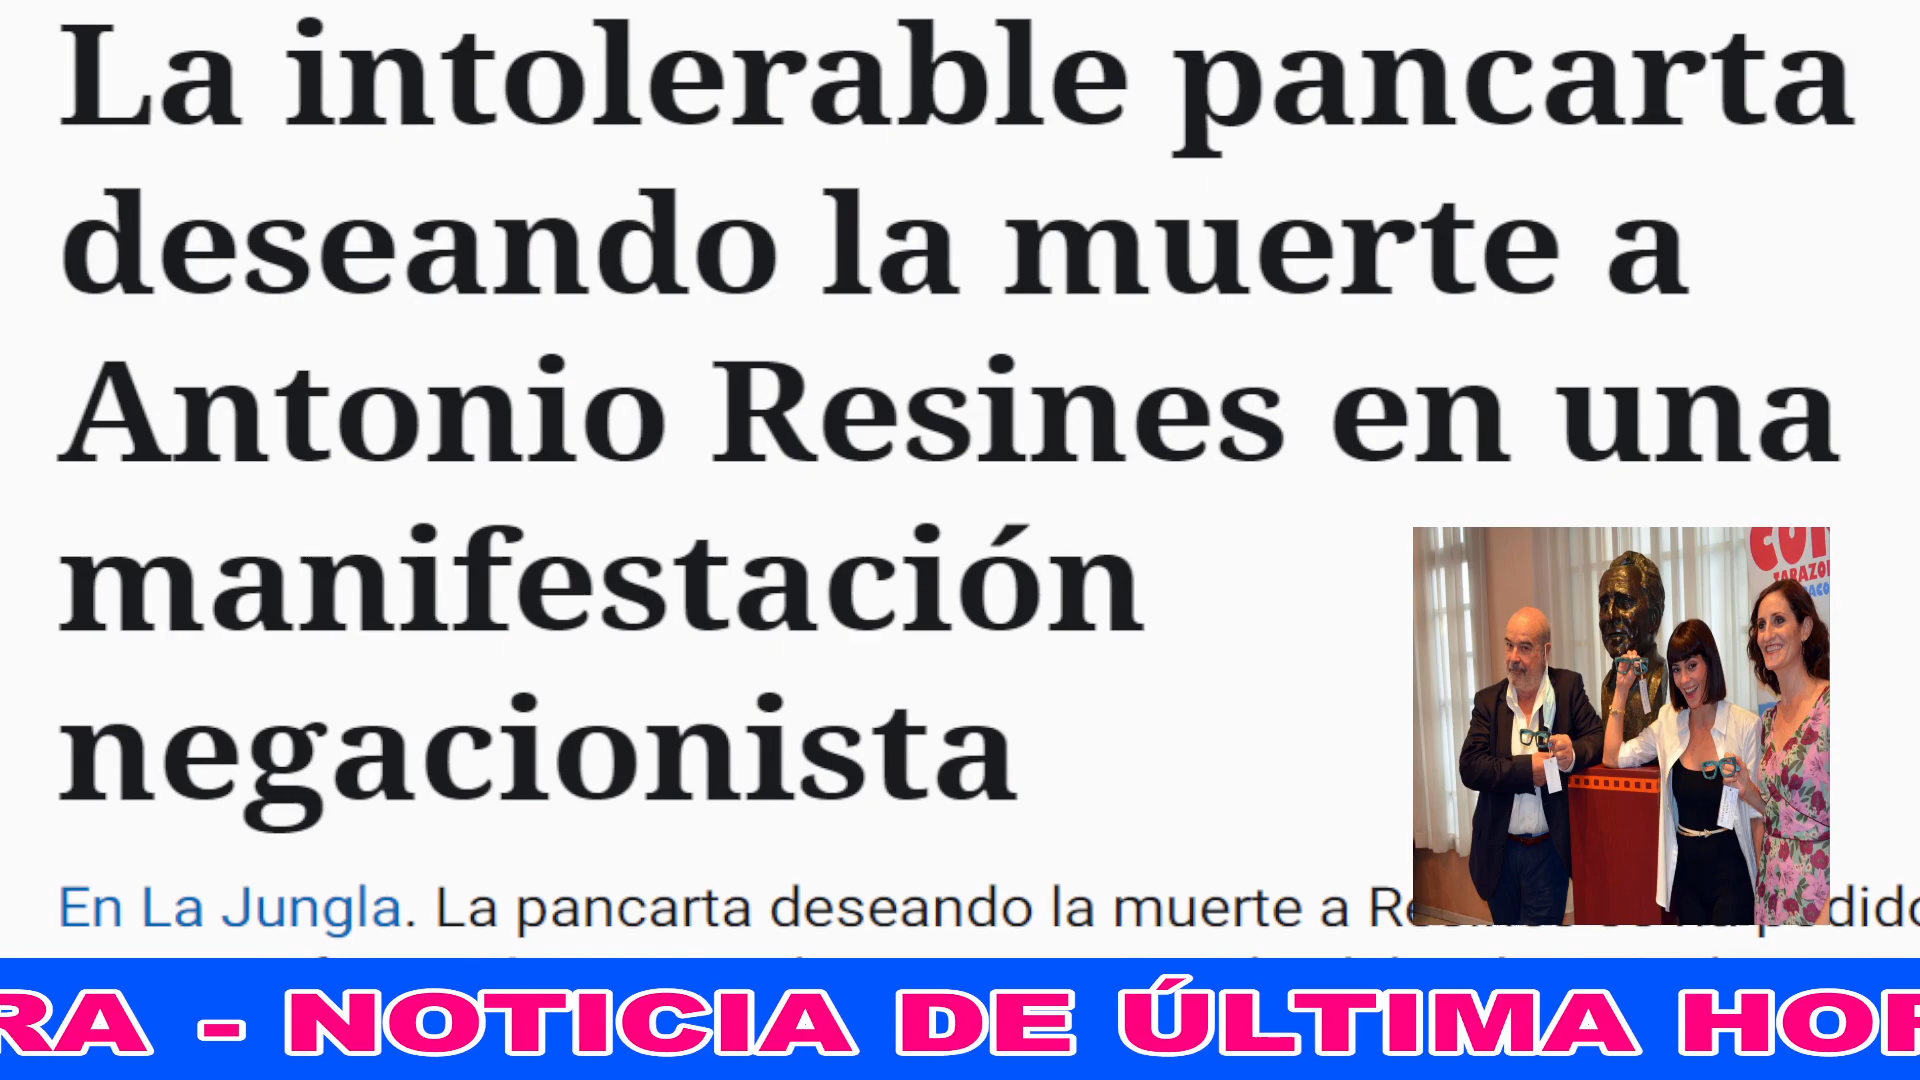 La intolerable pancarta
deseando la muerte a
Antonio Resines en una
manifestación
negacionista
En La Jungla. La pancarta deseando la muerte a
- NOTICIA DE ÚLTIMA